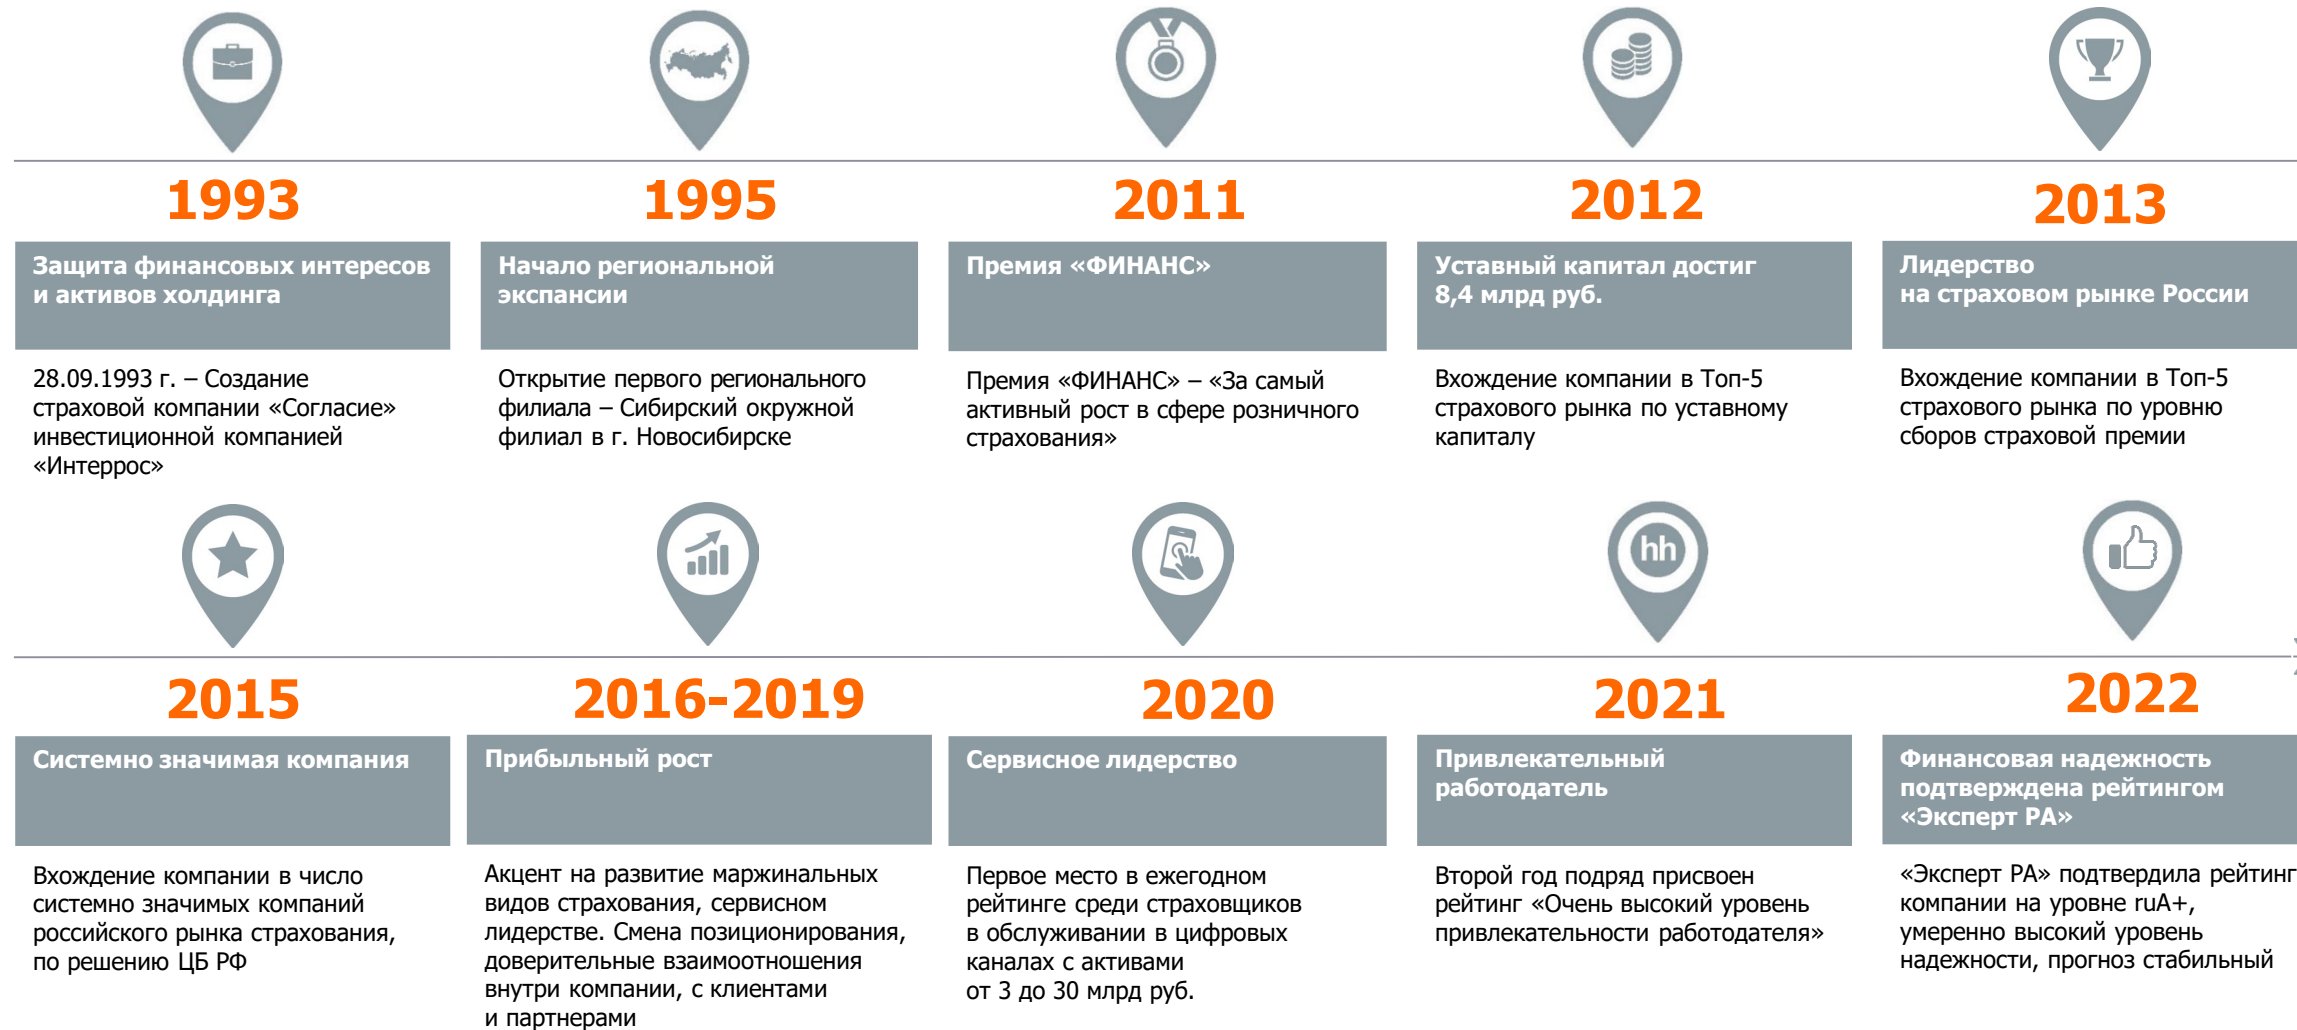 1993
Защита финансовых интересов
и активов холдинга
28.09.1993 г. – Создание
страховой компании «Согласие»
инвестиционной компанией
«Интеррос»
1995
Начало региональной
экспансии
Открытие первого регионального
филиала – Сибирский окружной
филиал в г. Новосибирске
2011
Премия «ФИНАНС»
Премия «ФИНАНС» – «За самый
активный рост в сфере розничного
страхования»
2012
Уставный капитал достиг
8,4 млрд руб.
Вхождение компании в Топ-5
страхового рынка по уставному
капиталу
2013
Лидерство
на страховом рынке России
Вхождение компании в Топ-5
страхового рынка по уровню
сборов страховой премии
2015
Системно значимая компания
Вхождение компании в число
системно значимых компаний
российского рынка страхования,
по решению ЦБ РФ
2016-2019
Прибыльный рост
Акцент на развитие маржинальных
видов страхования, сервисном
лидерстве. Смена позиционирования,
доверительные взаимоотношения
внутри компании, с клиентами
и партнерами
2020
Сервисное лидерство
Первое место в ежегодном
рейтинге среди страховщиков
в обслуживании в цифровых
каналах с активами
от 3 до 30 млрд руб.
hh
2021
Привлекательный
работодатель
Второй год подряд присвоен
рейтинг «Очень высокий уровень
привлекательности работодателя»
2022
Финансовая надежность
подтверждена рейтингом
«Эксперт РА»
«Эксперт РА» подтвердила рейтинг
компании на уровне ruA+,
умеренно высокий уровень
надежности, прогноз стабильный